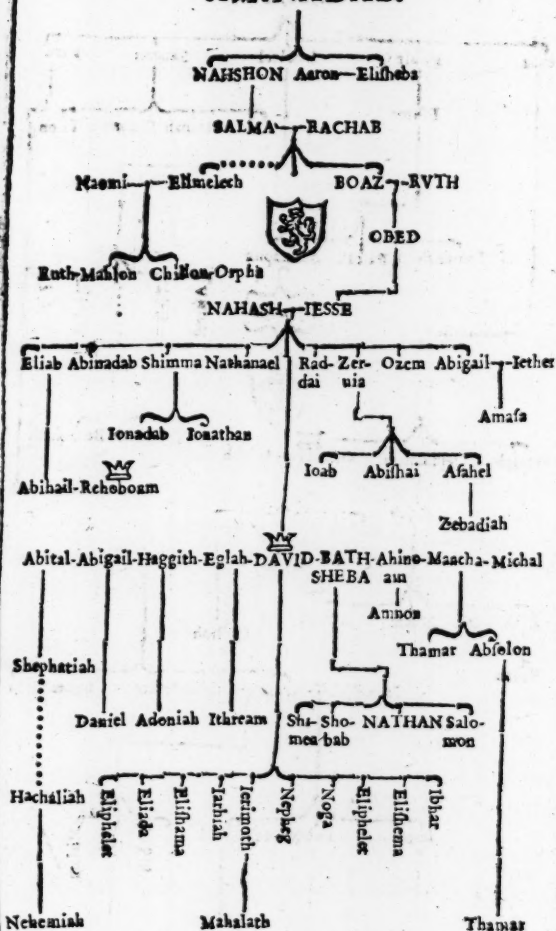 NAHSHON Aaron—Eliſheba
SALMA—RACHAB
Naomi—Elimelech BOAZ—RVTH
OBED
Ruth-Mahlon Chilion-Orpha
NAHASH—IESSE
Eliab Abinadab Shimma Nathanael Rad- Zer- Ozem Abigail—Iether
dai uia
Amaſa
Ionadab Ionathan
Ioab Abiſhai Aſahel
Abihail-Rehoboam
Zebadiah
Abital-Abigail-Haggith-Eglah-DAVID-BATH-Ahino-Maacha-Michal
SHEBA am
Amnon
Thamar Abſolon
Shephatiah
Daniel Adoniah Ithream Shi- Sho- NATHAN Salo-
mea bab mon
Hachaliah Eliphelet Eliada Eliſhama Iarhiah Ierimoth Nepheg Noga Eliphelet Eliſhema Ibhar
Nehemiah Mahalath Thamar